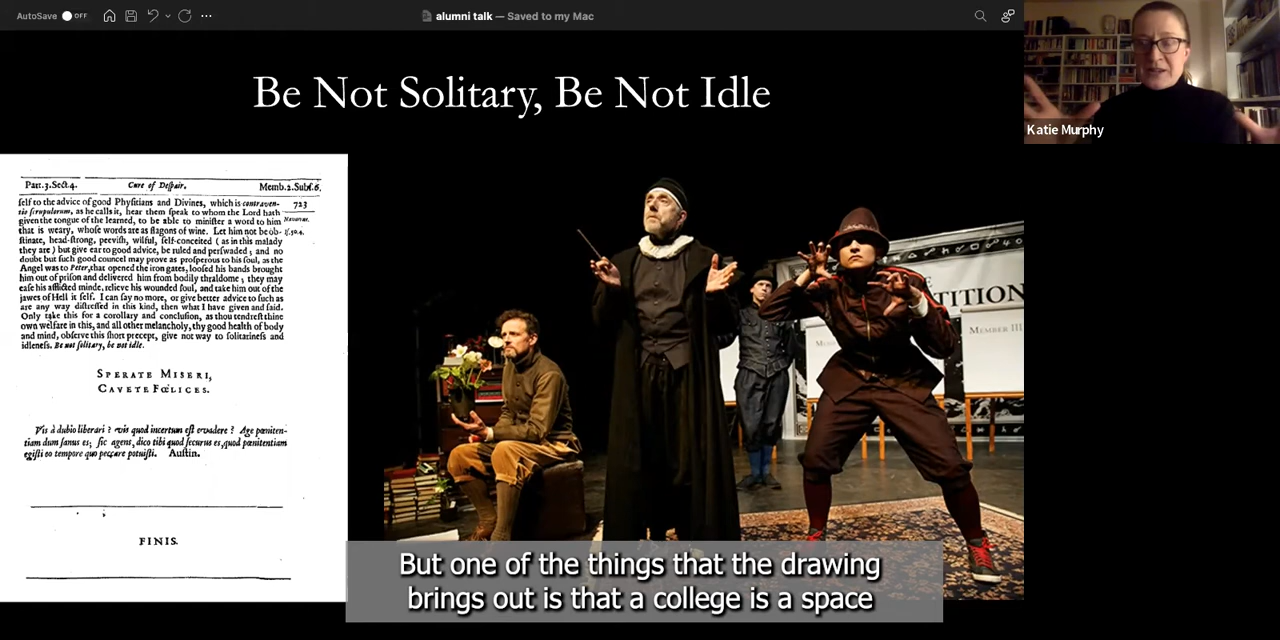 AutoSave OFF
alumni talk — Saved to my Mac
Be Not Solitary, Be Not Idle
Katie Murphy
Part.3.Sect.4. Cure of Despair. Memb.2.Subs.6.
723
self to the advice of good Physitians and Divines, which is contraven-
tio scrupulorum, as he calls it, hear them speak to whom the Lord hath
given the tongue of the learned, to be able to minister a word to him
that is weary, whose words are as flagons of wine. Let him not be ob-
stinate, head-strong, peevish, wilful, self-conceited ( as in this malady
they are ) but give ear to good advice, be ruled and perswaded ; and no
doubt but such good councel may prove as prosperous to his soul, as the
Angel was to Peter, that opened the iron gates, loosed his bands brought
him out of prison and delivered him from bodily thraldome ; they may
ease his afflicted minde, relieve his wounded soul, and take him out of the
jawes of Hell it self. I can say no more, or give better advice to such as
are any way distressed in this kind, then what I have given and said.
Only take this for a corollary and conclusion, as thou tendrest thine
own welfare in this, and all other melancholy, thy good health of body
and mind, observe this short precept, give not way to solitariness and
idleness. Be not solitary, be not idle.
SPERATE MISERI,
CAVETE FŒLICES.
Vis à dubio liberari ? vis quod incertum est evadere ? Age pœniten-
tiam dum sanus es; sic agens, dico tibi quod securus es, quod pœnitentiam
egisti eo tempore quo peccare potuisti. Austin.
FINIS.
TITION
MEMBER III
But one of the things that the drawing
brings out is that a college is a space